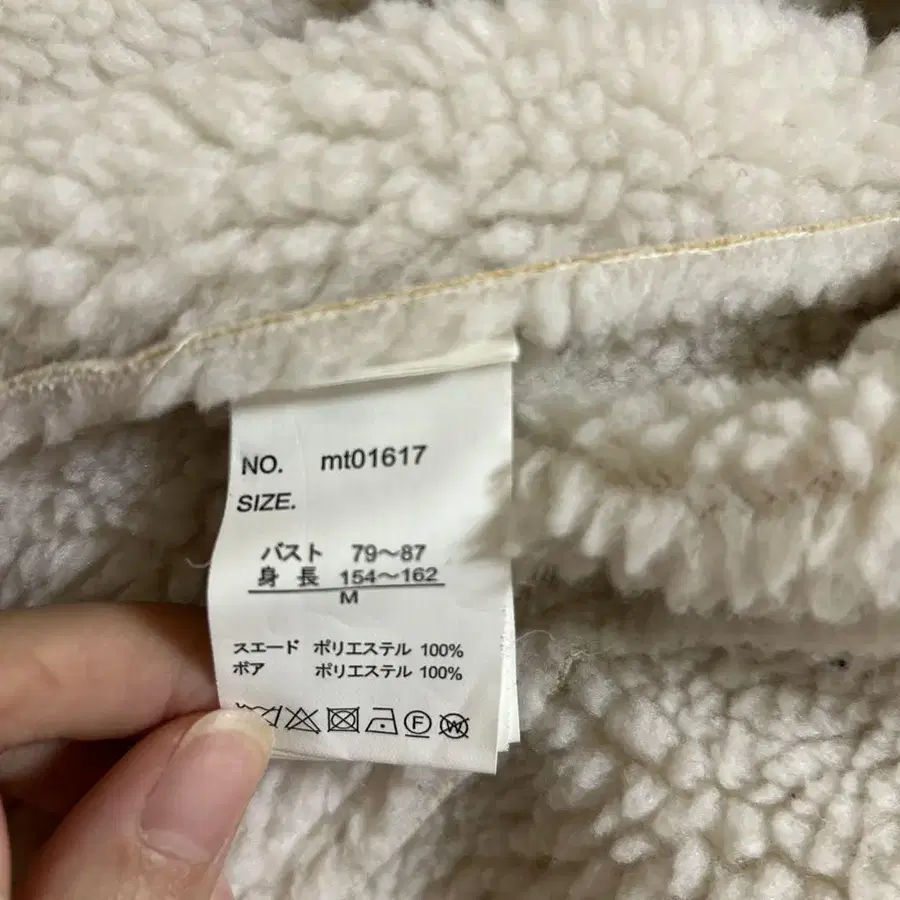 NO. mt01617
SIZE.
バスト 79～87
身 長 154～162
M
スエード ポリエステル 100%
ボア ポリエステル 100%
F W